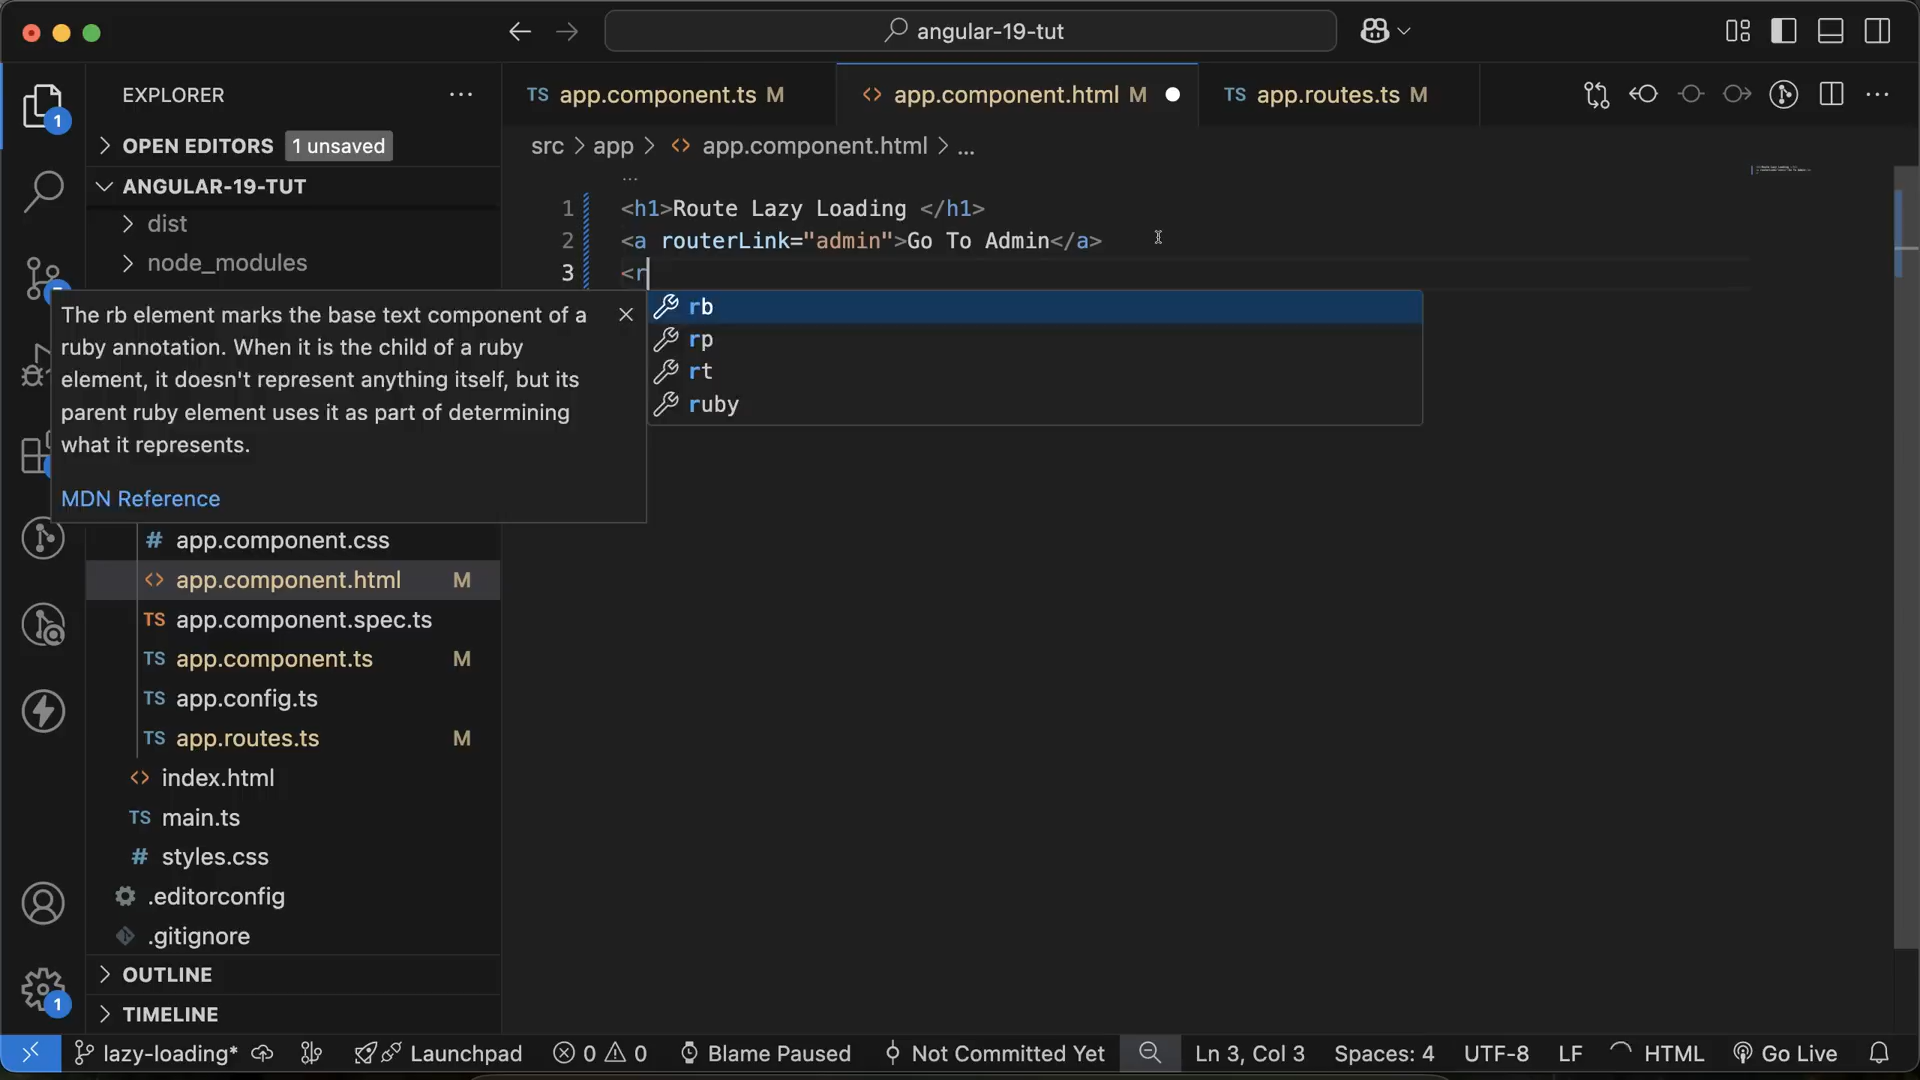 angular-19-tut
EXPLORER
TS app.component.ts M
<> app.component.html M
TS app.routes.ts M
1
OPEN EDITORS 1 unsaved
src > app > <> app.component.html > ...
ANGULAR-19-TUT
...
dist
node_modules
1 <h1>Route Lazy Loading </h1>
2 <a routerLink="admin">Go To Admin</a>
3 <r
The rb element marks the base text component of a
ruby annotation. When it is the child of a ruby
element, it doesn't represent anything itself, but its
parent ruby element uses it as part of determining
what it represents.
MDN Reference
rb
rp
rt
ruby
# app.component.css
<> app.component.html M
TS app.component.spec.ts
TS app.component.ts M
TS app.config.ts
TS app.routes.ts M
<> index.html
TS main.ts
# styles.css
.editorconfig
.gitignore
OUTLINE
1
TIMELINE
lazy-loading* Launchpad 0 0 Blame Paused Not Committed Yet Ln 3, Col 3 Spaces: 4 UTF-8 LF HTML Go Live